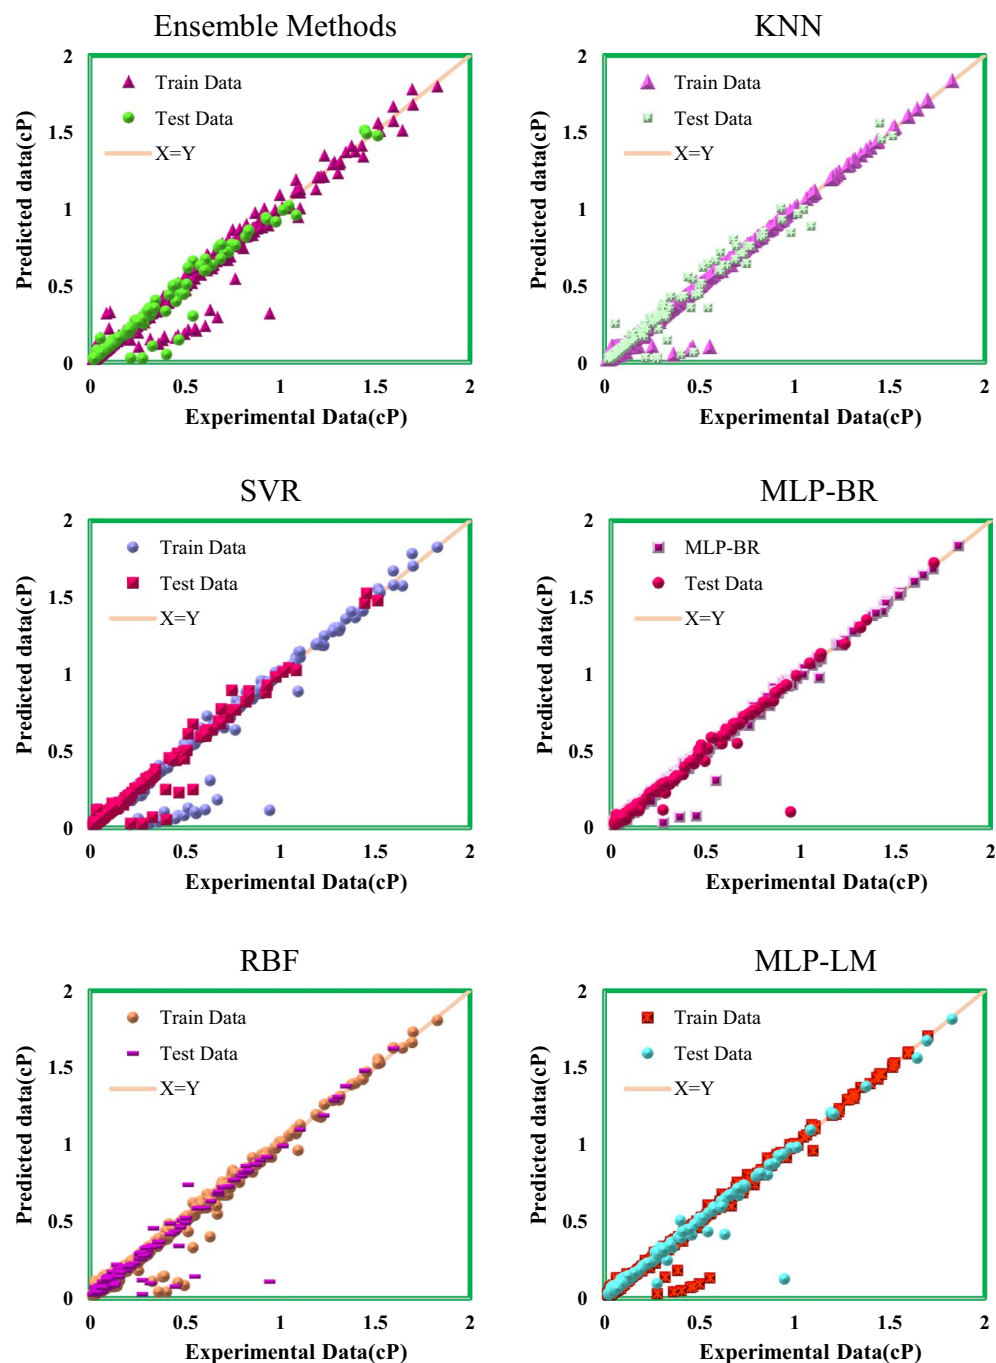 Ensemble Methods
2
1.5
1
0.5
0
Predicted data(cP)
Train Data
Test Data
X=Y
0 0.5 1 1.5 2
Experimental Data(cP)
KNN
2
1.5
1
0.5
0
Predicted data(cP)
Train Data
Test Data
X=Y
0 0.5 1 1.5 2
Experimental Data(cP)
SVR
2
1.5
1
0.5
0
Predicted data(cP)
Train Data
Test Data
X=Y
0 0.5 1 1.5 2
Experimental Data(cP)
MLP-BR
2
1.5
1
0.5
0
Predicted data(cP)
MLP-BR
Test Data
X=Y
0 0.5 1 1.5 2
Experimental Data(cP)
RBF
2
1.5
1
0.5
0
Predicted data(cP)
Train Data
Test Data
X=Y
0 0.5 1 1.5 2
Experimental Data(cP)
MLP-LM
2
1.5
1
0.5
0
Predicted data(cP)
Train Data
Test Data
X=Y
0 0.5 1 1.5 2
Experimental Data(cP)